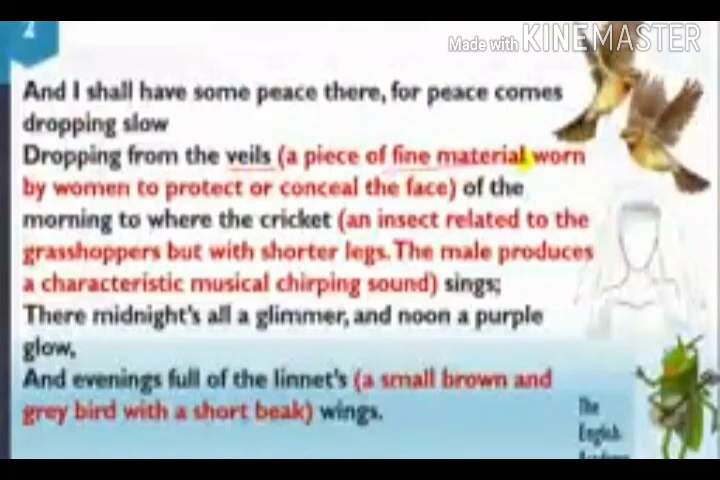 2
Made with KINEMASTER
And I shall have some peace there, for peace comes
dropping slow
Dropping from the veils (a piece of fine material worn
by women to protect or conceal the face) of the
morning to where the cricket (an insect related to the
grasshoppers but with shorter legs. The male produces
a characteristic musical chirping sound) sings;
There midnight's all a glimmer, and noon a purple
glow,
And evenings full of the linnet's (a small brown and
grey bird with a short beak) wings.
The
English